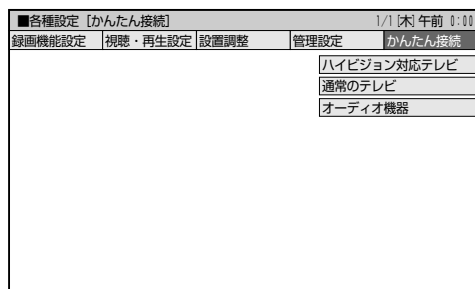 ■各種設定［かんたん接続］ 1/1[木]午前 0:00
録画機能設定 視聴・再生設定 設置調整 管理設定 かんたん接続
ハイビジョン対応テレビ
通常のテレビ
オーディオ機器